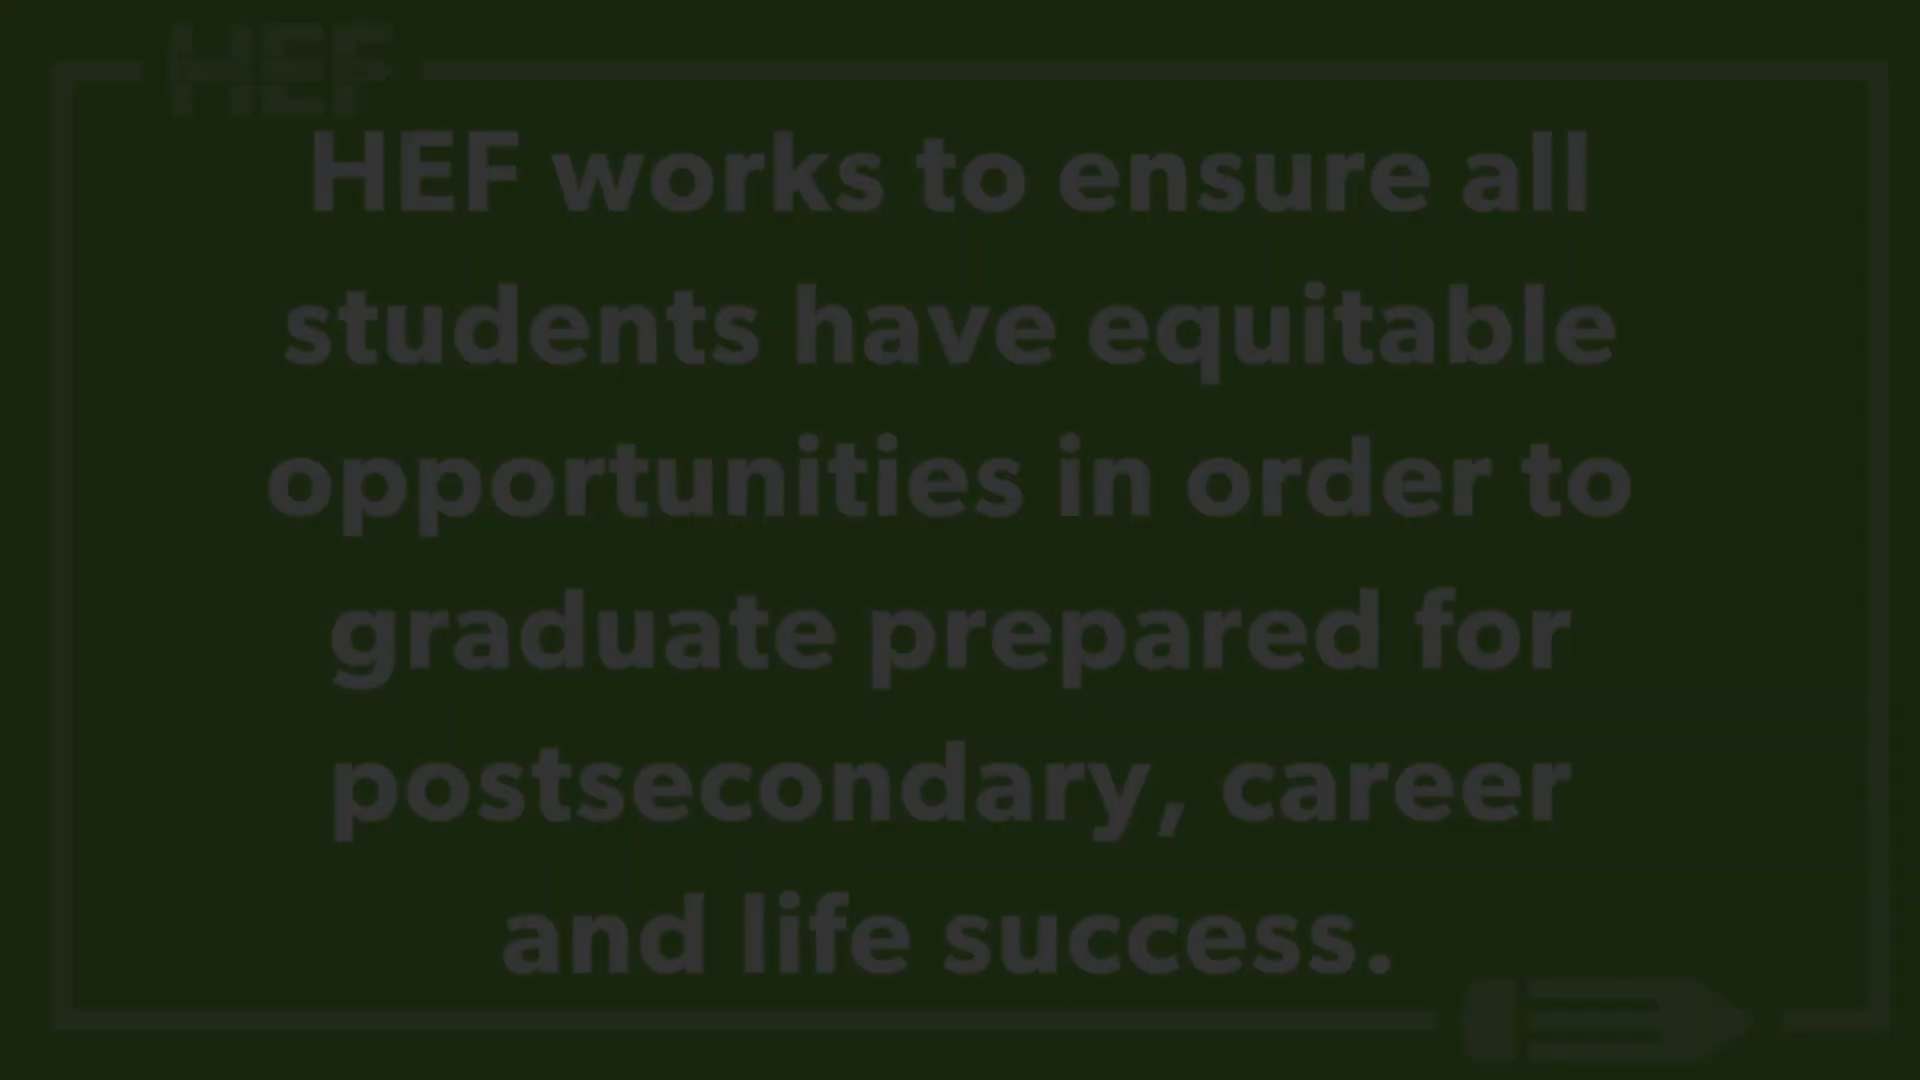 HEF
HEF works to ensure all
students have equitable
opportunities in order to
graduate prepared for
postsecondary, career
and life success.